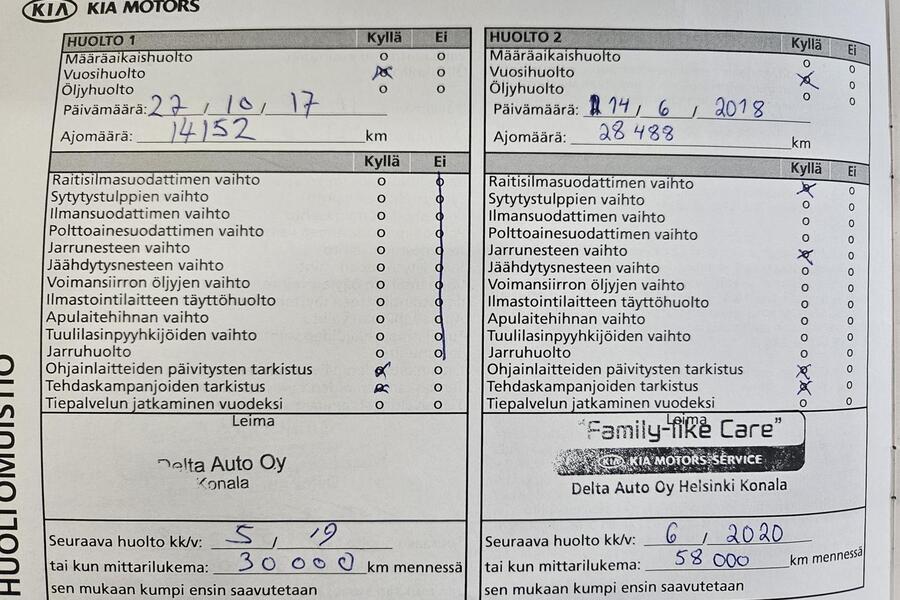 KIA KIA MOTORS
HUOLTOMUISTIO
HUOLTO 1 Kyllä Ei
Määräaikaishuolto o o
Vuosihuolto x o
Öljyhuolto o o
Päivämäärä: 27 / 10 / 17
Ajomäärä: 14152 km
Kyllä Ei
Raitisilmasuodattimen vaihto o o
Sytytystulppien vaihto o o
Ilmansuodattimen vaihto o o
Polttoainesuodattimen vaihto o o
Jarrunesteen vaihto o o
Jäähdytysnesteen vaihto o o
Voimansiirron öljyjen vaihto o o
Ilmastointilaitteen täyttöhuolto o o
Apulaitehihnan vaihto o o
Tuulilasinpyyhkijöiden vaihto o o
Jarruhuolto o o
Ohjainlaitteiden päivitysten tarkistus x o
Tehdaskampanjoiden tarkistus x o
Tiepalvelun jatkaminen vuodeksi o o
Leima
Delta Auto Oy
Konala
Seuraava huolto kk/v: 5 / 19
tai kun mittarilukema: 30 000 km mennessä
sen mukaan kumpi ensin saavutetaan
HUOLTO 2 Kyllä Ei
Määräaikaishuolto o o
Vuosihuolto x o
Öljyhuolto o o
Päivämäärä: 14 / 6 / 2018
Ajomäärä: 28 488 km
Kyllä Ei
Raitisilmasuodattimen vaihto x o
Sytytystulppien vaihto o o
Ilmansuodattimen vaihto o o
Polttoainesuodattimen vaihto o o
Jarrunesteen vaihto x o
Jäähdytysnesteen vaihto o o
Voimansiirron öljyjen vaihto o o
Ilmastointilaitteen täyttöhuolto o o
Apulaitehihnan vaihto o o
Tuulilasinpyyhkijöiden vaihto o o
Jarruhuolto o o
Ohjainlaitteiden päivitysten tarkistus x o
Tehdaskampanjoiden tarkistus x o
Tiepalvelun jatkaminen vuodeksi o o
Leima
"Family-like Care"
KIA KIA MOTORS SERVICE
Delta Auto Oy Helsinki Konala
Seuraava huolto kk/v: 6 / 2020
tai kun mittarilukema: 58 000 km mennessä
sen mukaan kumpi ensin saavutetaan